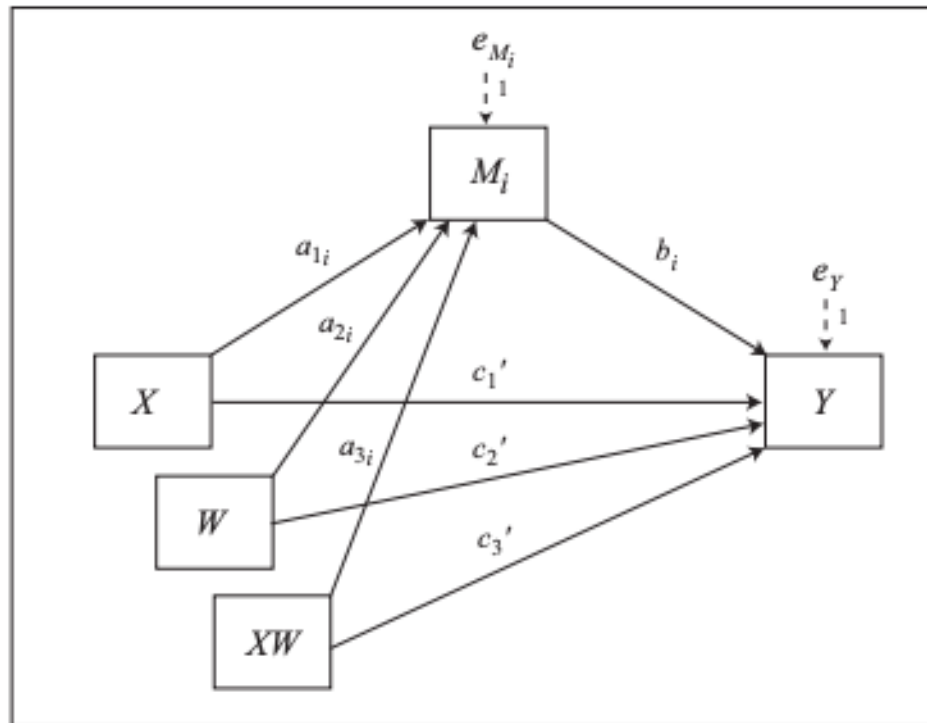 e_{M_i}
1
M_i
a_{1i}
b_i
e_Y
1
a_{2i}
X
c_1′
Y
a_{3i}
c_2′
W
c_3′
XW